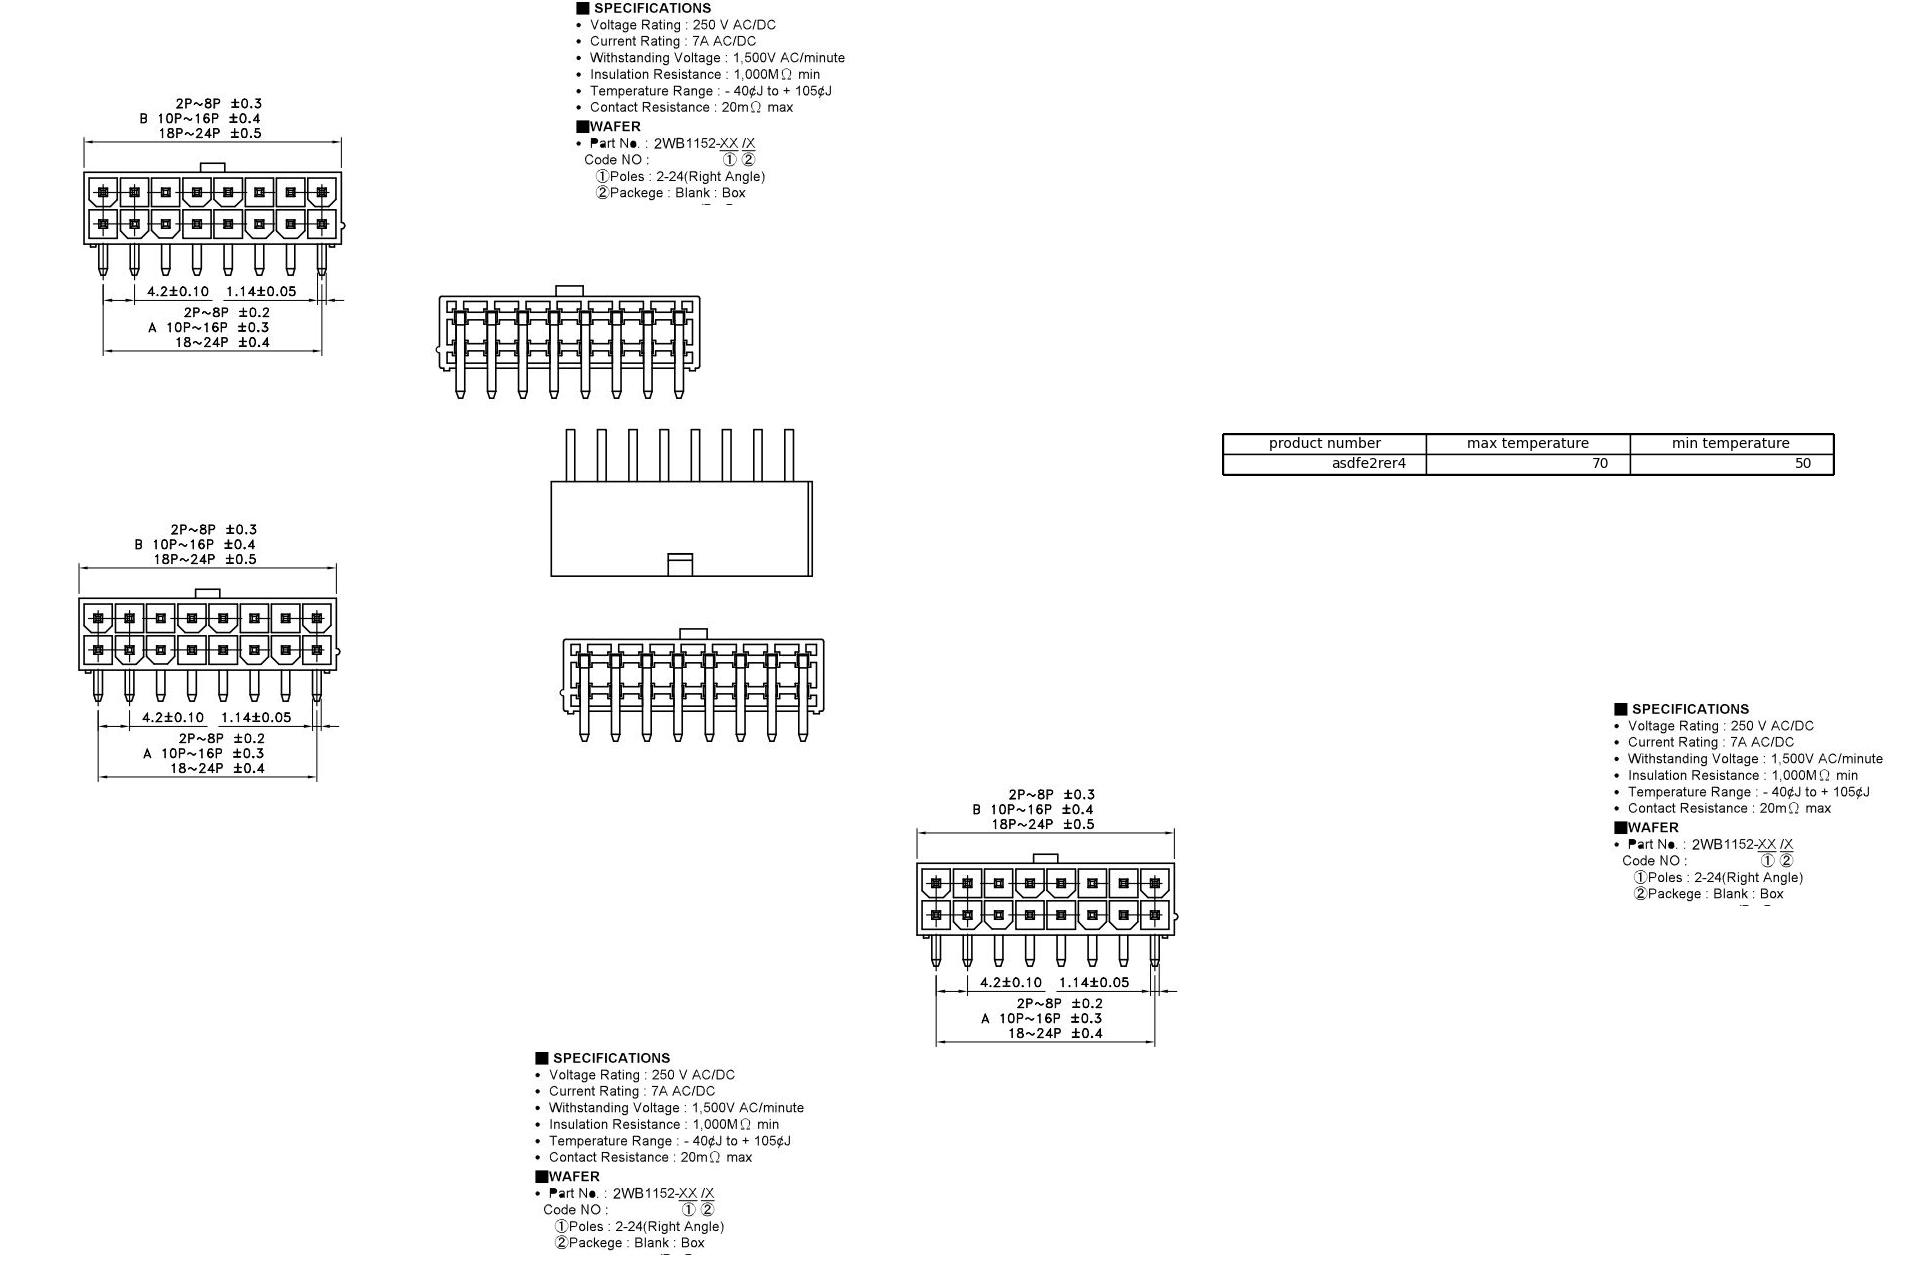 ■ SPECIFICATIONS
• Voltage Rating : 250 V AC/DC
• Current Rating : 7A AC/DC
• Withstanding Voltage : 1,500V AC/minute
• Insulation Resistance : 1,000MΩ min
• Temperature Range : - 40¢J to + 105¢J
• Contact Resistance : 20mΩ max
■WAFER
• Part No. : 2WB1152-XX /X
Code NO : ① ②
①Poles : 2-24(Right Angle)
②Packege : Blank : Box
2P~8P ±0.3
B 10P~16P ±0.4
18P~24P ±0.5
4.2±0.10 1.14±0.05
2P~8P ±0.2
A 10P~16P ±0.3
18~24P ±0.4
product number max temperature min temperature
asdfe2rer4 70 50
2P~8P ±0.3
B 10P~16P ±0.4
18P~24P ±0.5
4.2±0.10 1.14±0.05
2P~8P ±0.2
A 10P~16P ±0.3
18~24P ±0.4
■ SPECIFICATIONS
• Voltage Rating : 250 V AC/DC
• Current Rating : 7A AC/DC
• Withstanding Voltage : 1,500V AC/minute
• Insulation Resistance : 1,000MΩ min
• Temperature Range : - 40¢J to + 105¢J
• Contact Resistance : 20mΩ max
■WAFER
• Part No. : 2WB1152-XX /X
Code NO : ① ②
①Poles : 2-24(Right Angle)
②Packege : Blank : Box
2P~8P ±0.3
B 10P~16P ±0.4
18P~24P ±0.5
4.2±0.10 1.14±0.05
2P~8P ±0.2
A 10P~16P ±0.3
18~24P ±0.4
■ SPECIFICATIONS
• Voltage Rating : 250 V AC/DC
• Current Rating : 7A AC/DC
• Withstanding Voltage : 1,500V AC/minute
• Insulation Resistance : 1,000MΩ min
• Temperature Range : - 40¢J to + 105¢J
• Contact Resistance : 20mΩ max
■WAFER
• Part No. : 2WB1152-XX /X
Code NO : ① ②
①Poles : 2-24(Right Angle)
②Packege : Blank : Box